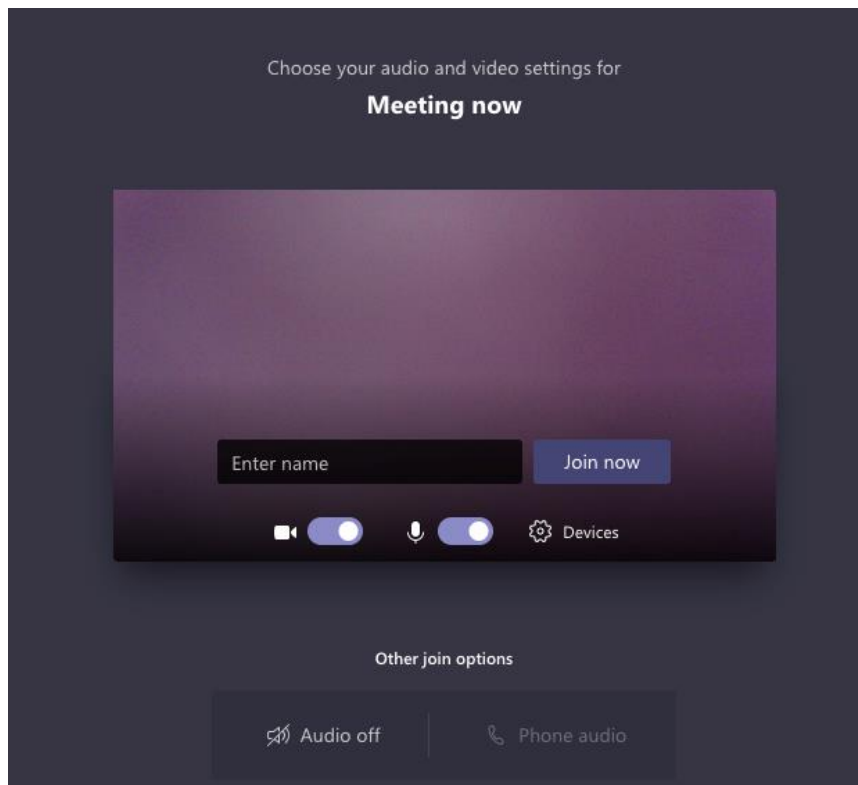 Choose your audio and video settings for
Meeting now
Enter name
Join now
Devices
Other join options
Audio off
Phone audio